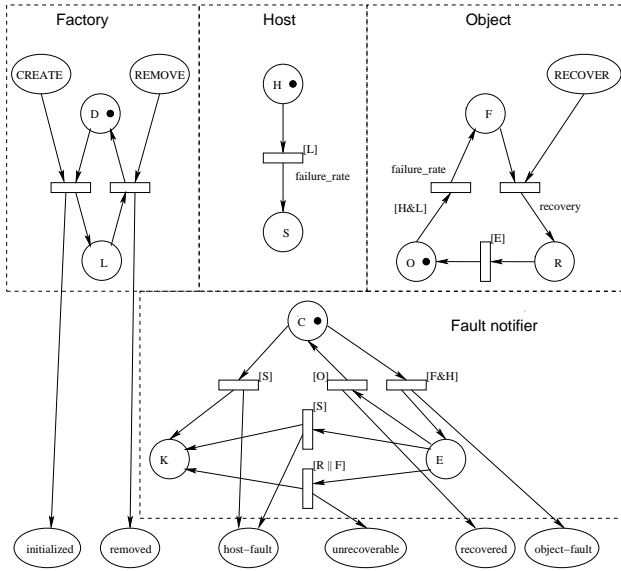 Factory
Host
Object
CREATE
REMOVE
RECOVER
D
H
F
[L]
failure_rate
failure_rate
[H&L]
recovery
[E]
L
S
O
R
C
Fault notifier
[S]
[O]
[F&H]
[S]
K
E
[R || F]
initialized
removed
host-fault
unrecoverable
recovered
object-fault